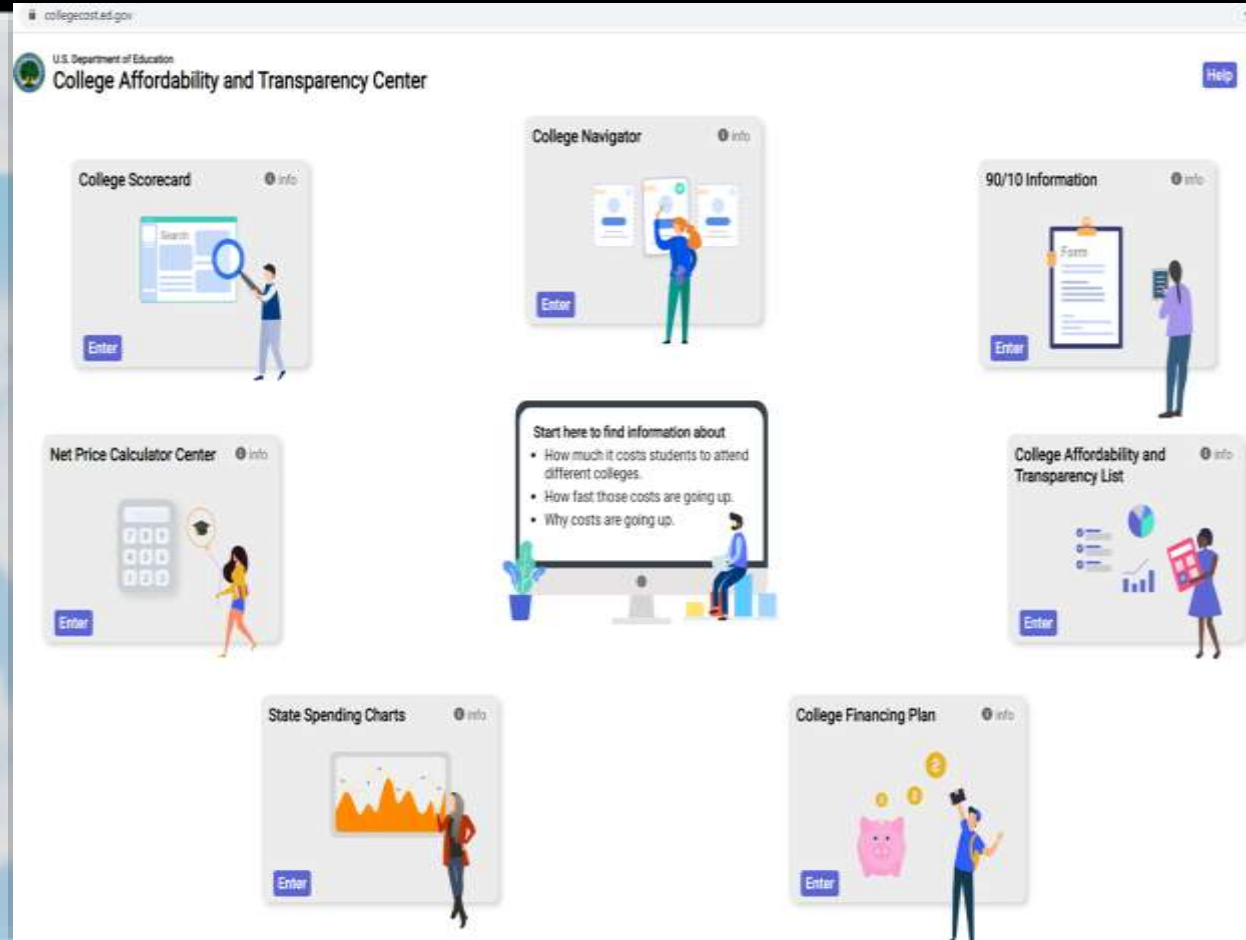 collegecost.ed.gov
U.S. Department of Education
College Affordability and Transparency Center
Help
College Navigator
info
Enter
College Scorecard
info
Search
Enter
90/10 Information
info
Form
Enter
Start here to find information about
• How much it costs students to attend
different colleges.
• How fast those costs are going up.
• Why costs are going up.
Net Price Calculator Center
info
Enter
College Affordability and
Transparency List
info
Enter
State Spending Charts
info
Enter
College Financing Plan
info
Enter